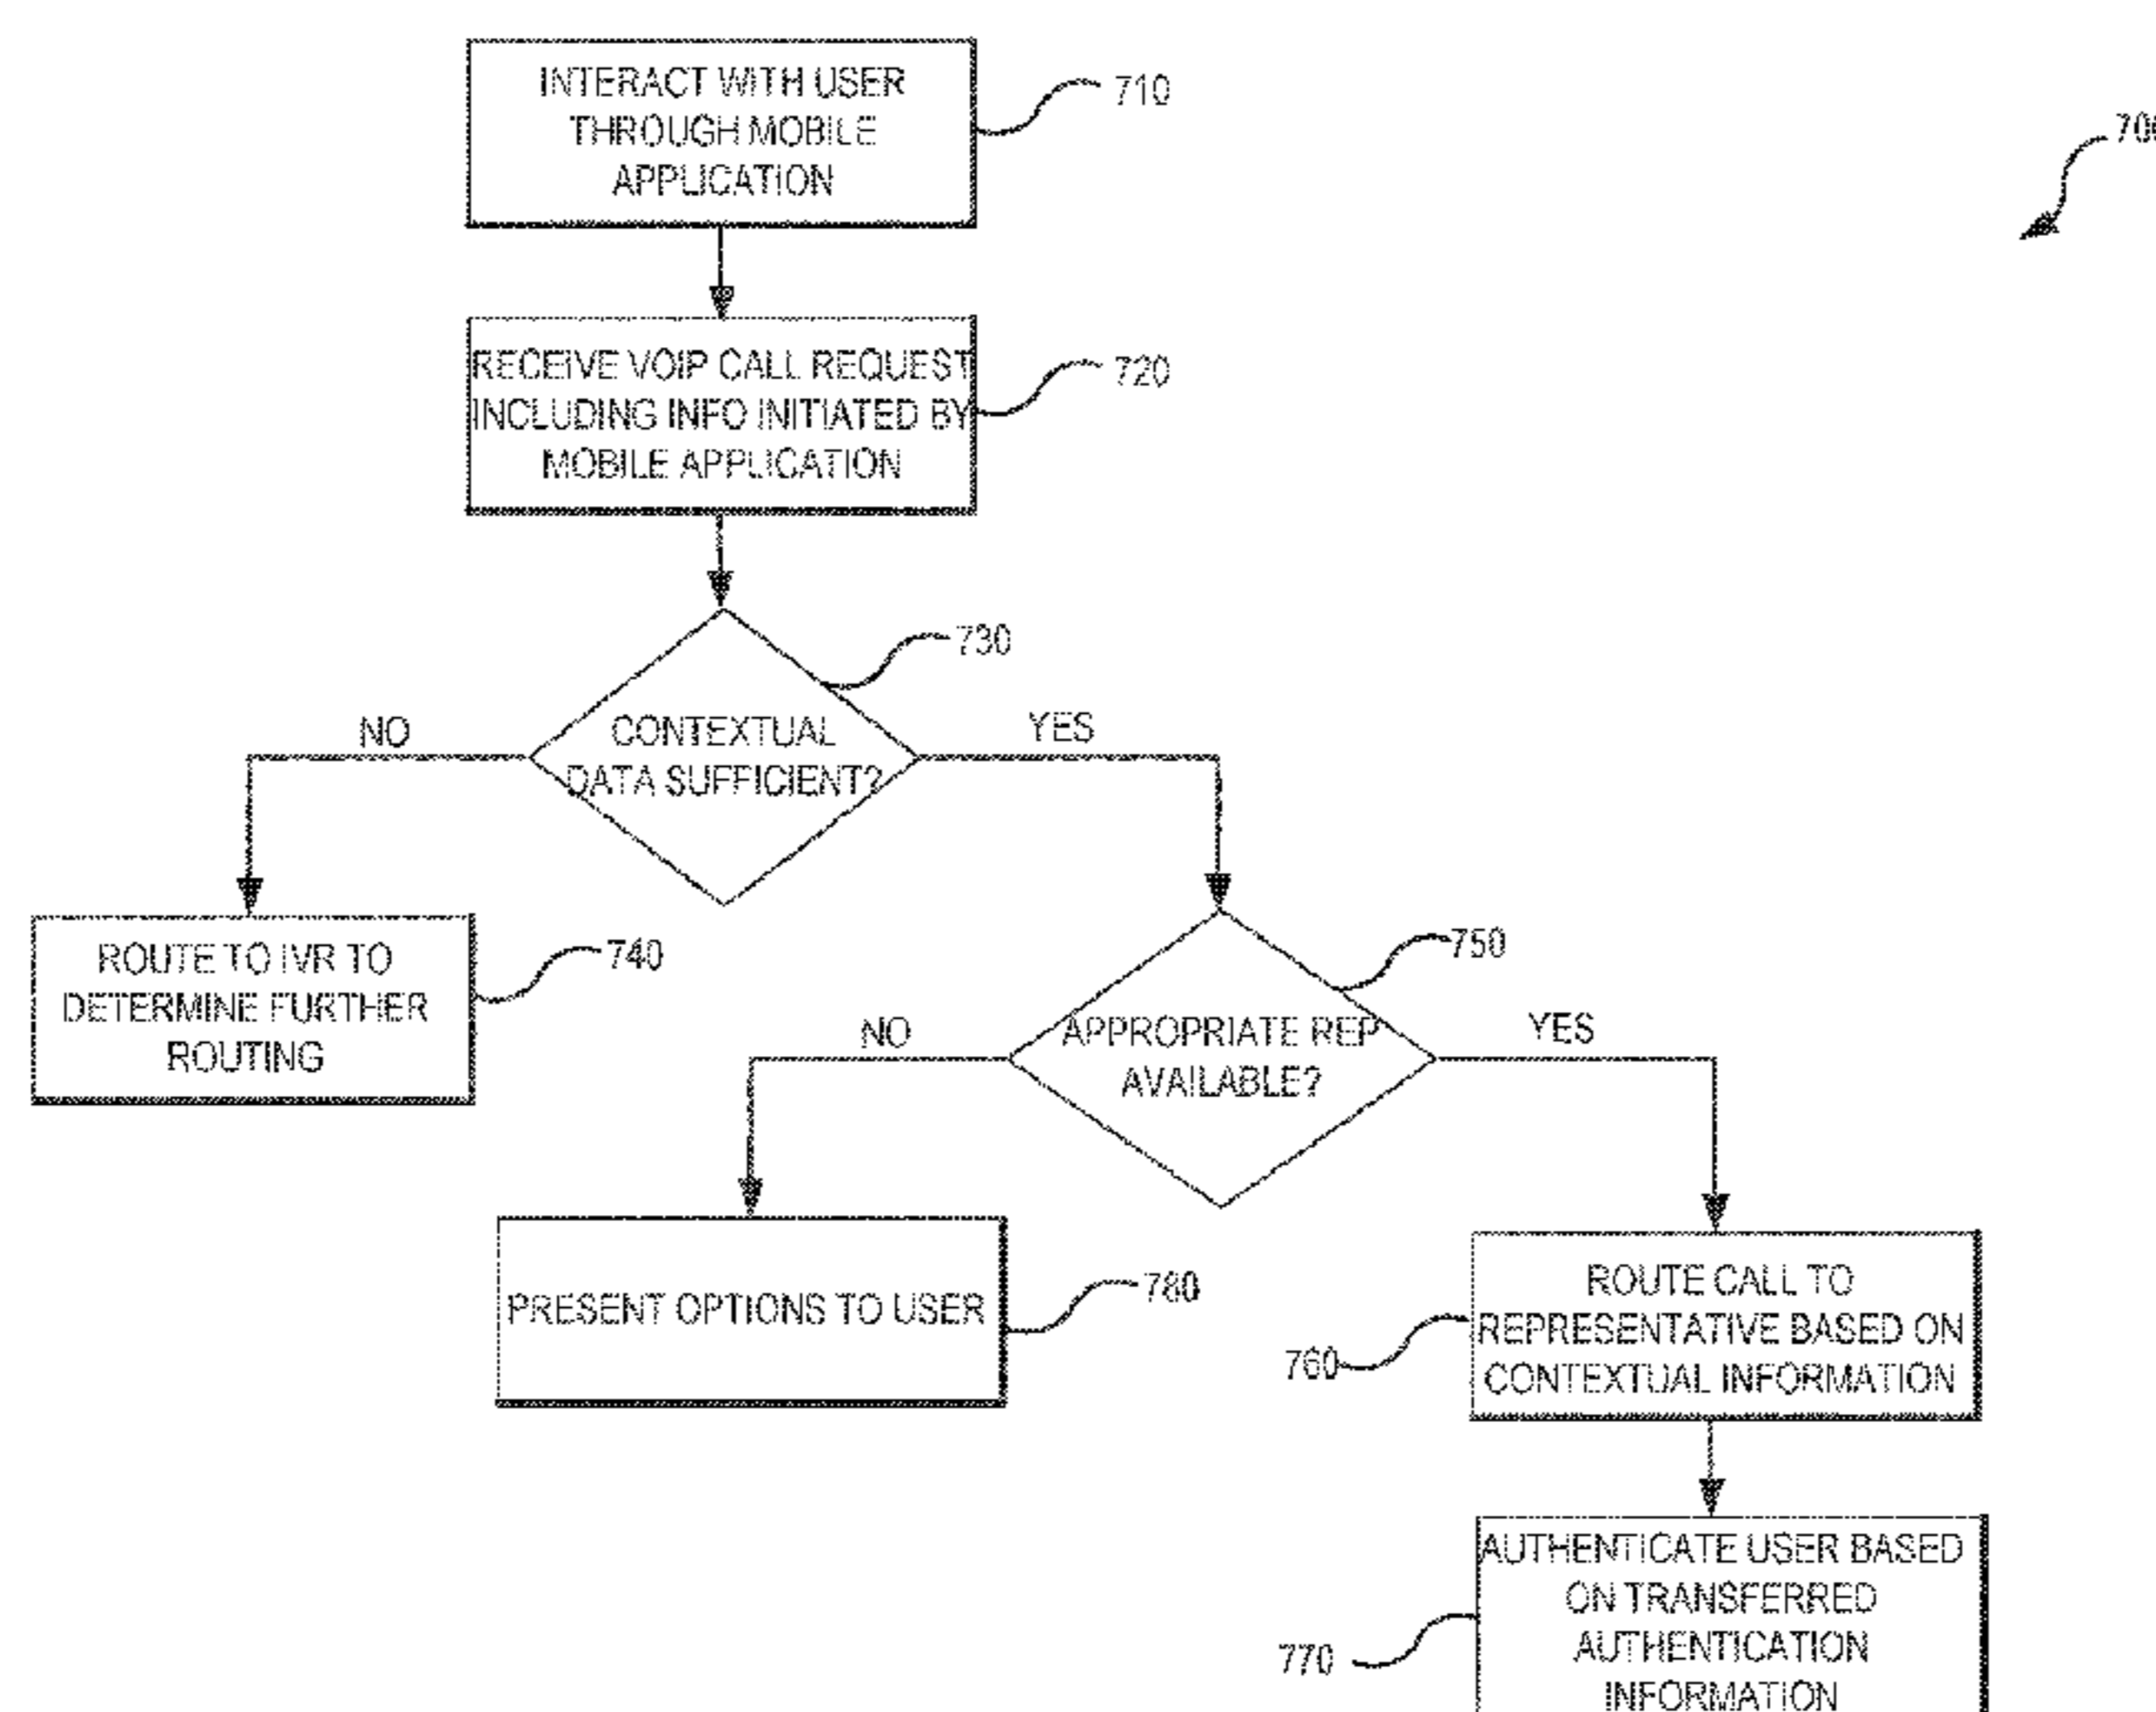 INTERACT WITH USER
THROUGH MOBILE
APPLICATION
710
700
RECEIVE VOIP CALL REQUEST
INCLUDING INFO INITIATED BY
MOBILE APPLICATION
720
730
NO
CONTEXTUAL
DATA SUFFICIENT?
YES
ROUTE TO IVR TO
DETERMINE FURTHER
ROUTING
740
750
NO
APPROPRIATE REP
AVAILABLE?
YES
PRESENT OPTIONS TO USER
780
ROUTE CALL TO
REPRESENTATIVE BASED ON
CONTEXTUAL INFORMATION
760
AUTHENTICATE USER BASED
ON TRANSFERRED
AUTHENTICATION
INFORMATION
770